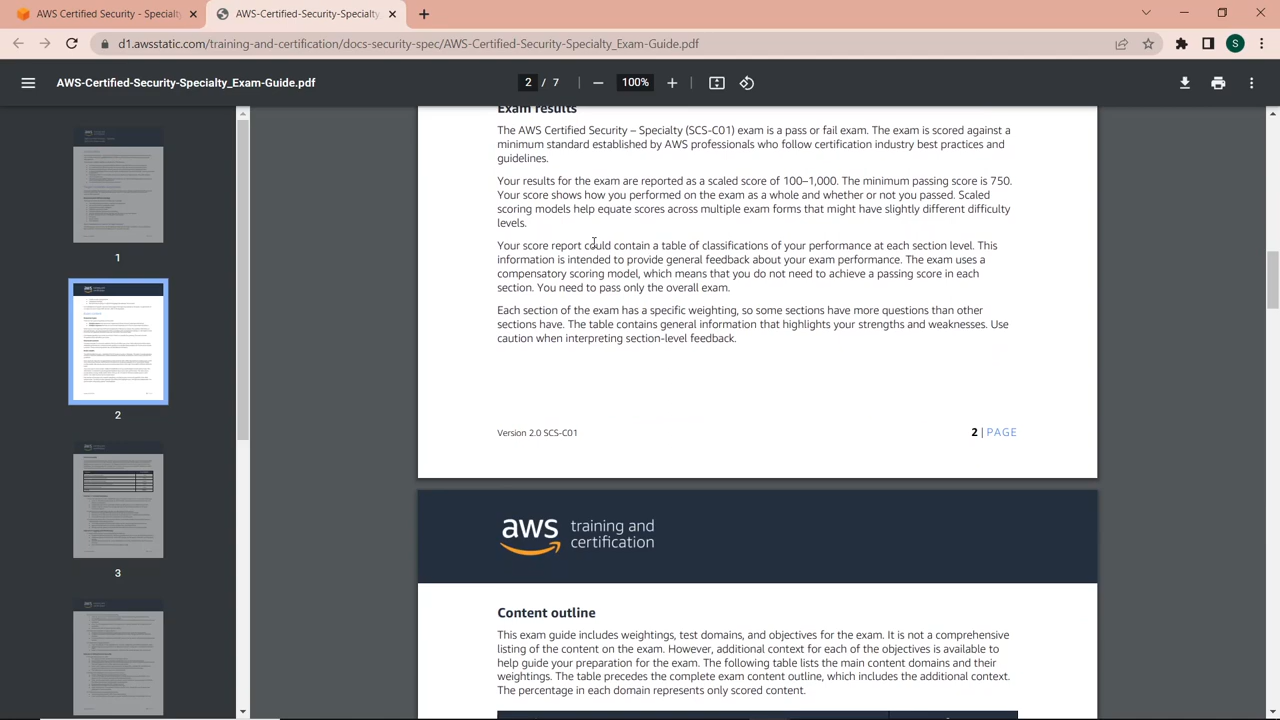 AWS Certified Security - Specialty
AWS-Certified-Security-Specialty_
d1.awsstatic.com/training-and-certification/docs-security-spec/AWS-Certified-Security-Specialty_Exam-Guide.pdf
S
AWS-Certified-Security-Specialty_Exam-Guide.pdf
2 / 7
100%
1
2
3
Exam results
The AWS Certified Security – Specialty (SCS-C01) exam is a pass or fail exam. The exam is scored against a
minimum standard established by AWS professionals who follow certification industry best practices and
guidelines.
Your results for the exam are reported as a scaled score of 100–1,000. The minimum passing score is 750.
Your score shows how you performed on the exam as a whole and whether or not you passed. Scaled
scoring models help equate scores across multiple exam forms that might have slightly different difficulty
levels.
Your score report could contain a table of classifications of your performance at each section level. This
information is intended to provide general feedback about your exam performance. The exam uses a
compensatory scoring model, which means that you do not need to achieve a passing score in each
section. You need to pass only the overall exam.
Each section of the exam has a specific weighting, so some sections have more questions than other
sections have. The table contains general information that highlights your strengths and weaknesses. Use
caution when interpreting section-level feedback.
Version 2.0 SCS-C01
2 | PAGE
aws training and
certification
Content outline
This exam guide includes weightings, test domains, and objectives for the exam. It is not a comprehensive
listing of the content on the exam. However, additional context for each of the objectives is available to
help guide your preparation for the exam. The following table lists the main content domains and their
weightings. The table precedes the complete exam content outline, which includes the additional context.
The percentage in each domain represents only scored content.